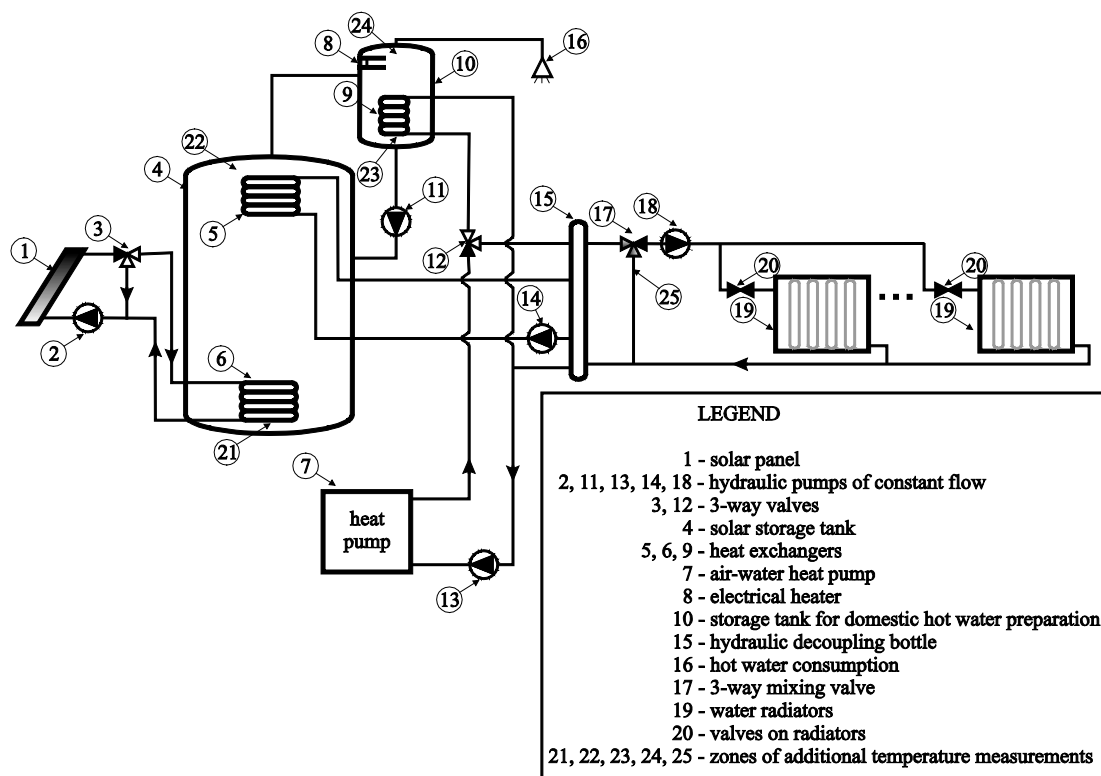 24
8
16
10
9
22
23
4
11
5
15
17
18
3
1
12
20
20
25
14
19
19
2
6
21
7
heat
pump
13
LEGEND
1 - solar panel
2, 11, 13, 14, 18 - hydraulic pumps of constant flow
3, 12 - 3-way valves
4 - solar storage tank
5, 6, 9 - heat exchangers
7 - air-water heat pump
8 - electrical heater
10 - storage tank for domestic hot water preparation
15 - hydraulic decoupling bottle
16 - hot water consumption
17 - 3-way mixing valve
19 - water radiators
20 - valves on radiators
21, 22, 23, 24, 25 - zones of additional temperature measurements